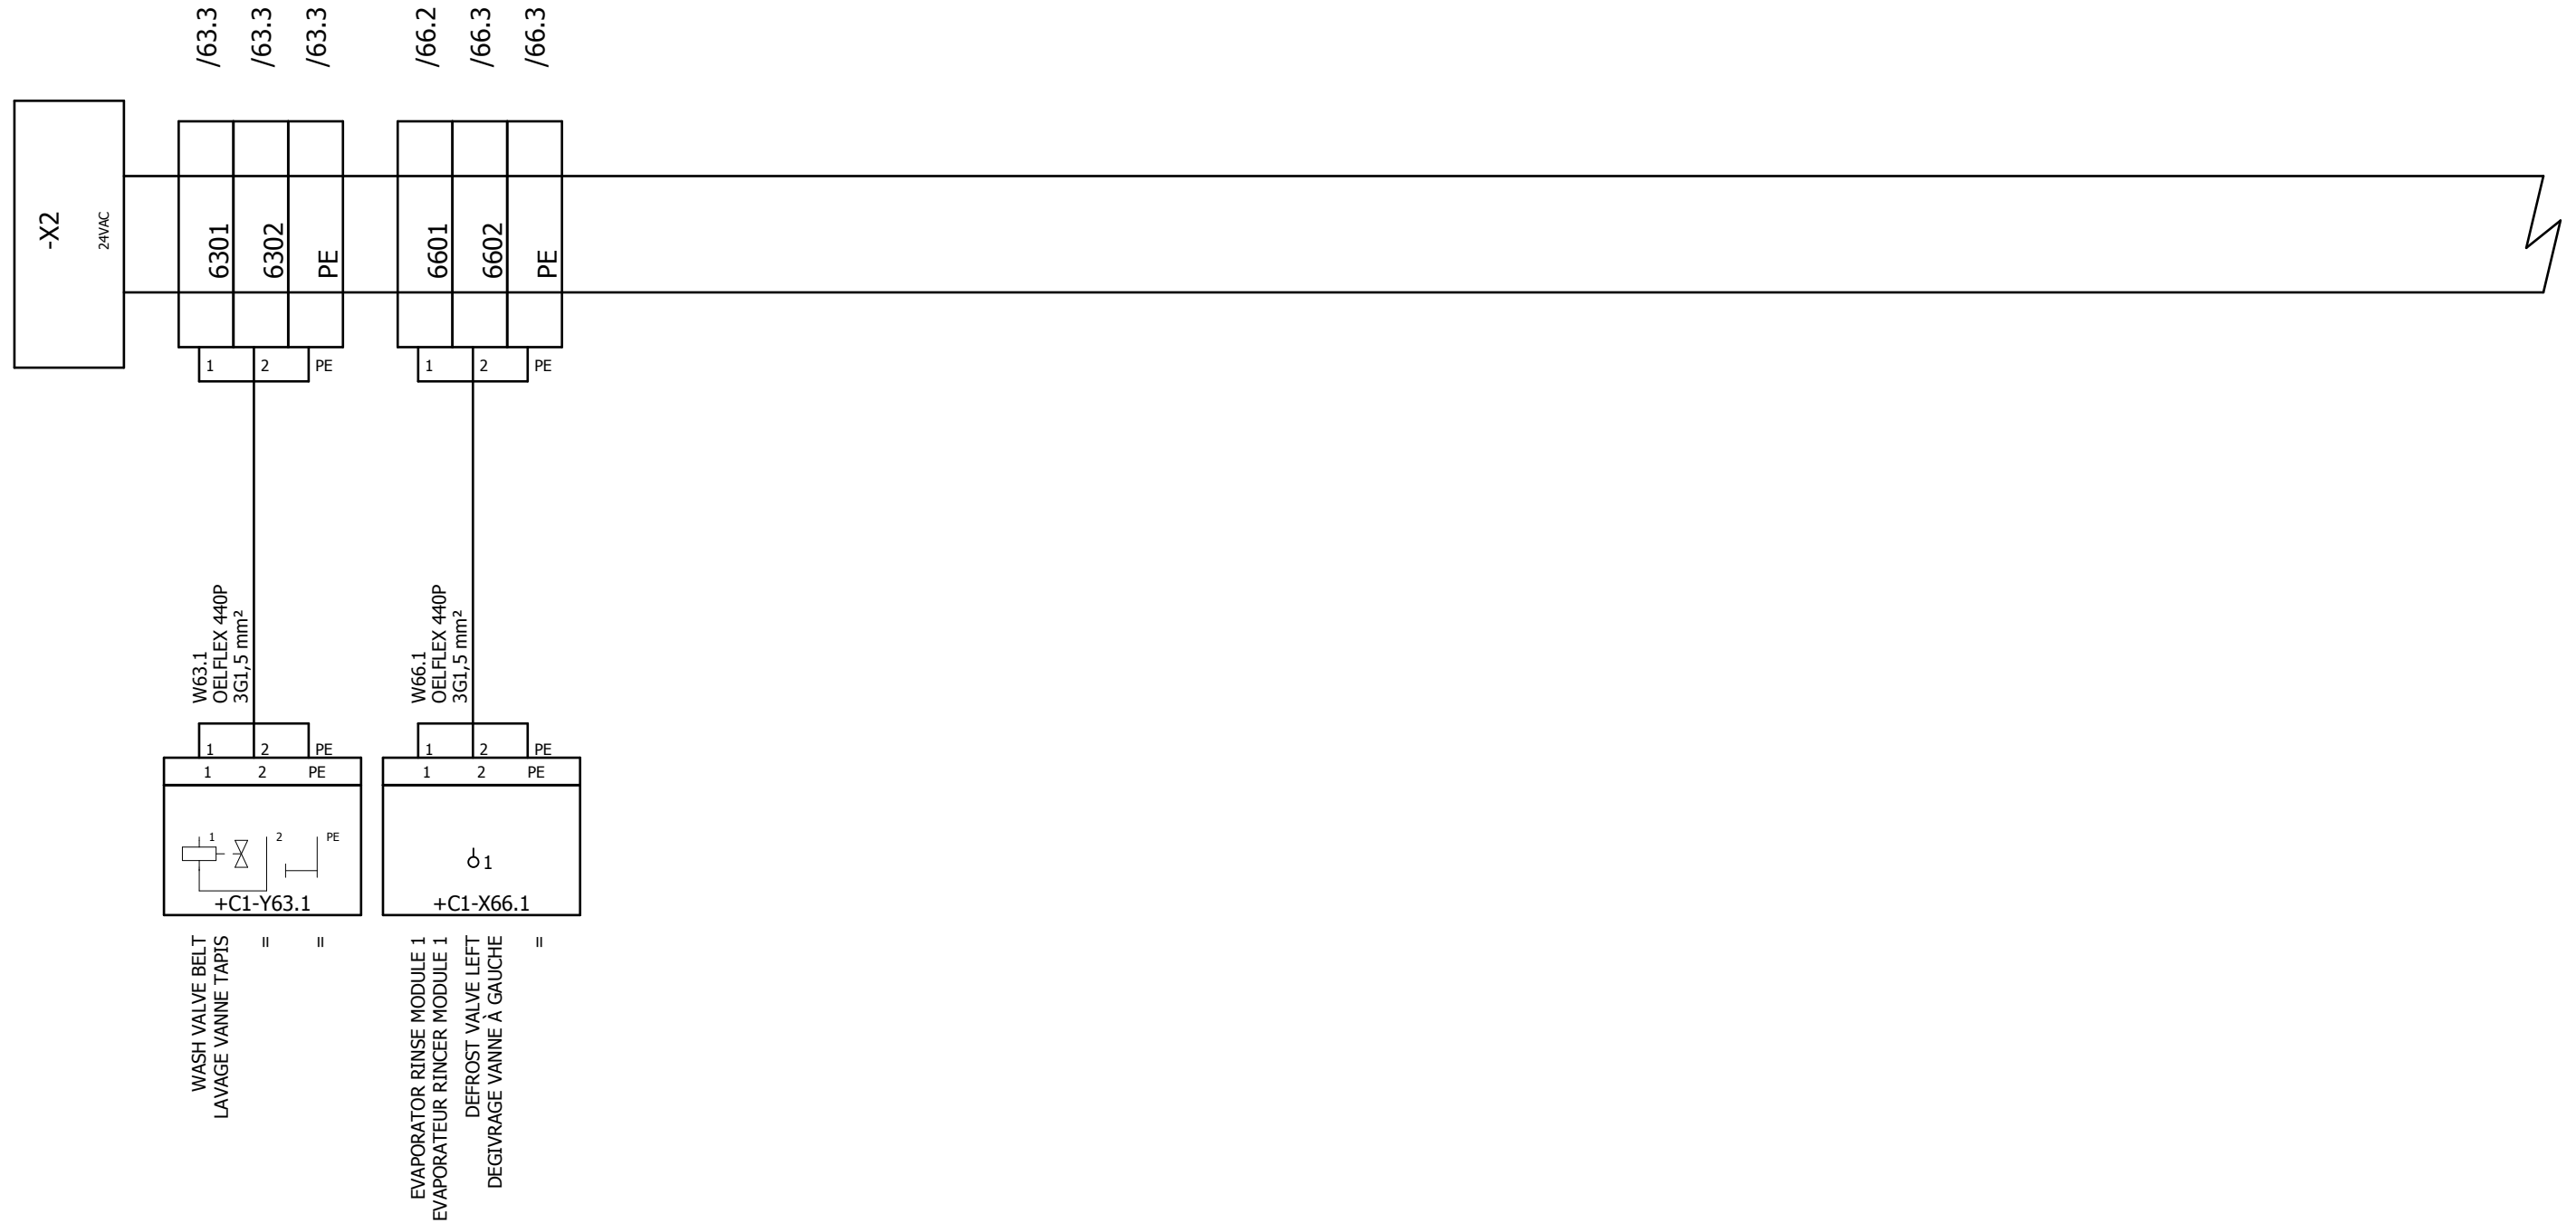 /63.3
/63.3
/63.3
/66.2
/66.3
/66.3
-X2
24VAC
6301
6302
PE
6601
6602
PE
1
2
PE
1
2
PE
W63.1
OELFLEX 440P
3G1,5 mm²
W66.1
OELFLEX 440P
3G1,5 mm²
1
2
PE
1
2
PE
1
2
PE
1
2
PE
1
2
PE
1
+C1-Y63.1
+C1-X66.1
WASH VALVE BELT
LAVAGE VANNE TAPIS
=
=
EVAPORATOR RINSE MODULE 1
EVAPORATEUR RINCER MODULE 1
DEFROST VALVE LEFT
DEGIVRAGE VANNE À GAUCHE
=